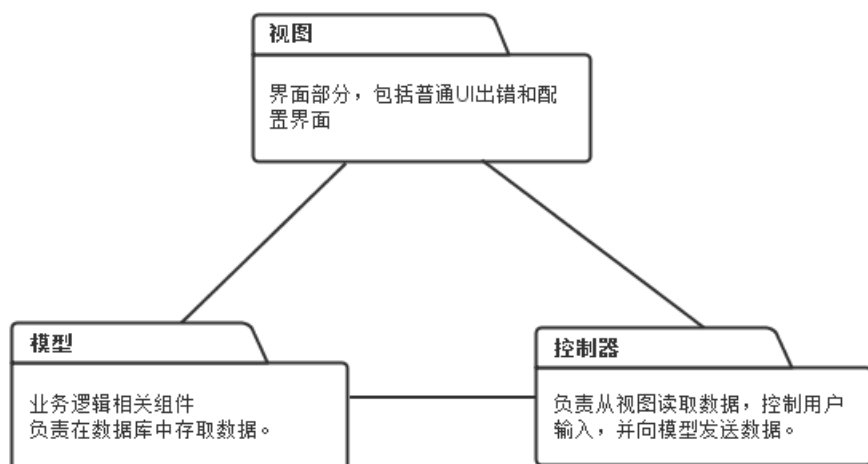 视图
界面部分，包括普通UI出错和配
置界面
模型
业务逻辑相关组件
负责在数据库中存取数据。
控制器
负责从视图读取数据，控制用户
输入，并向模型发送数据。